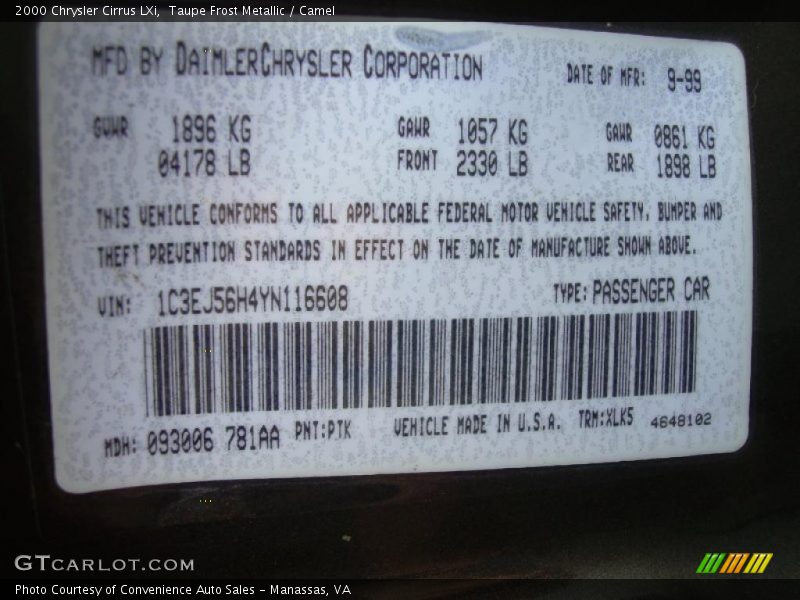 2000 Chrysler Cirrus LXi, Taupe Frost Metallic / Camel
MFD BY DAIMLERCHRYSLER CORPORATION DATE OF MFR: 9-99
GVWR 1896 KG GAWR 1057 KG GAWR 0861 KG
04178 LB FRONT 2330 LB REAR 1898 LB
THIS VEHICLE CONFORMS TO ALL APPLICABLE FEDERAL MOTOR VEHICLE SAFETY, BUMPER AND
THEFT PREVENTION STANDARDS IN EFFECT ON THE DATE OF MANUFACTURE SHOWN ABOVE.
VIN: 1C3EJ56H4YN116608 TYPE: PASSENGER CAR
MDH: 093006 781AA PNT:PTK VEHICLE MADE IN U.S.A. TRM:XLK5 4648102
GTCARLOT.COM
Photo Courtesy of Convenience Auto Sales - Manassas, VA